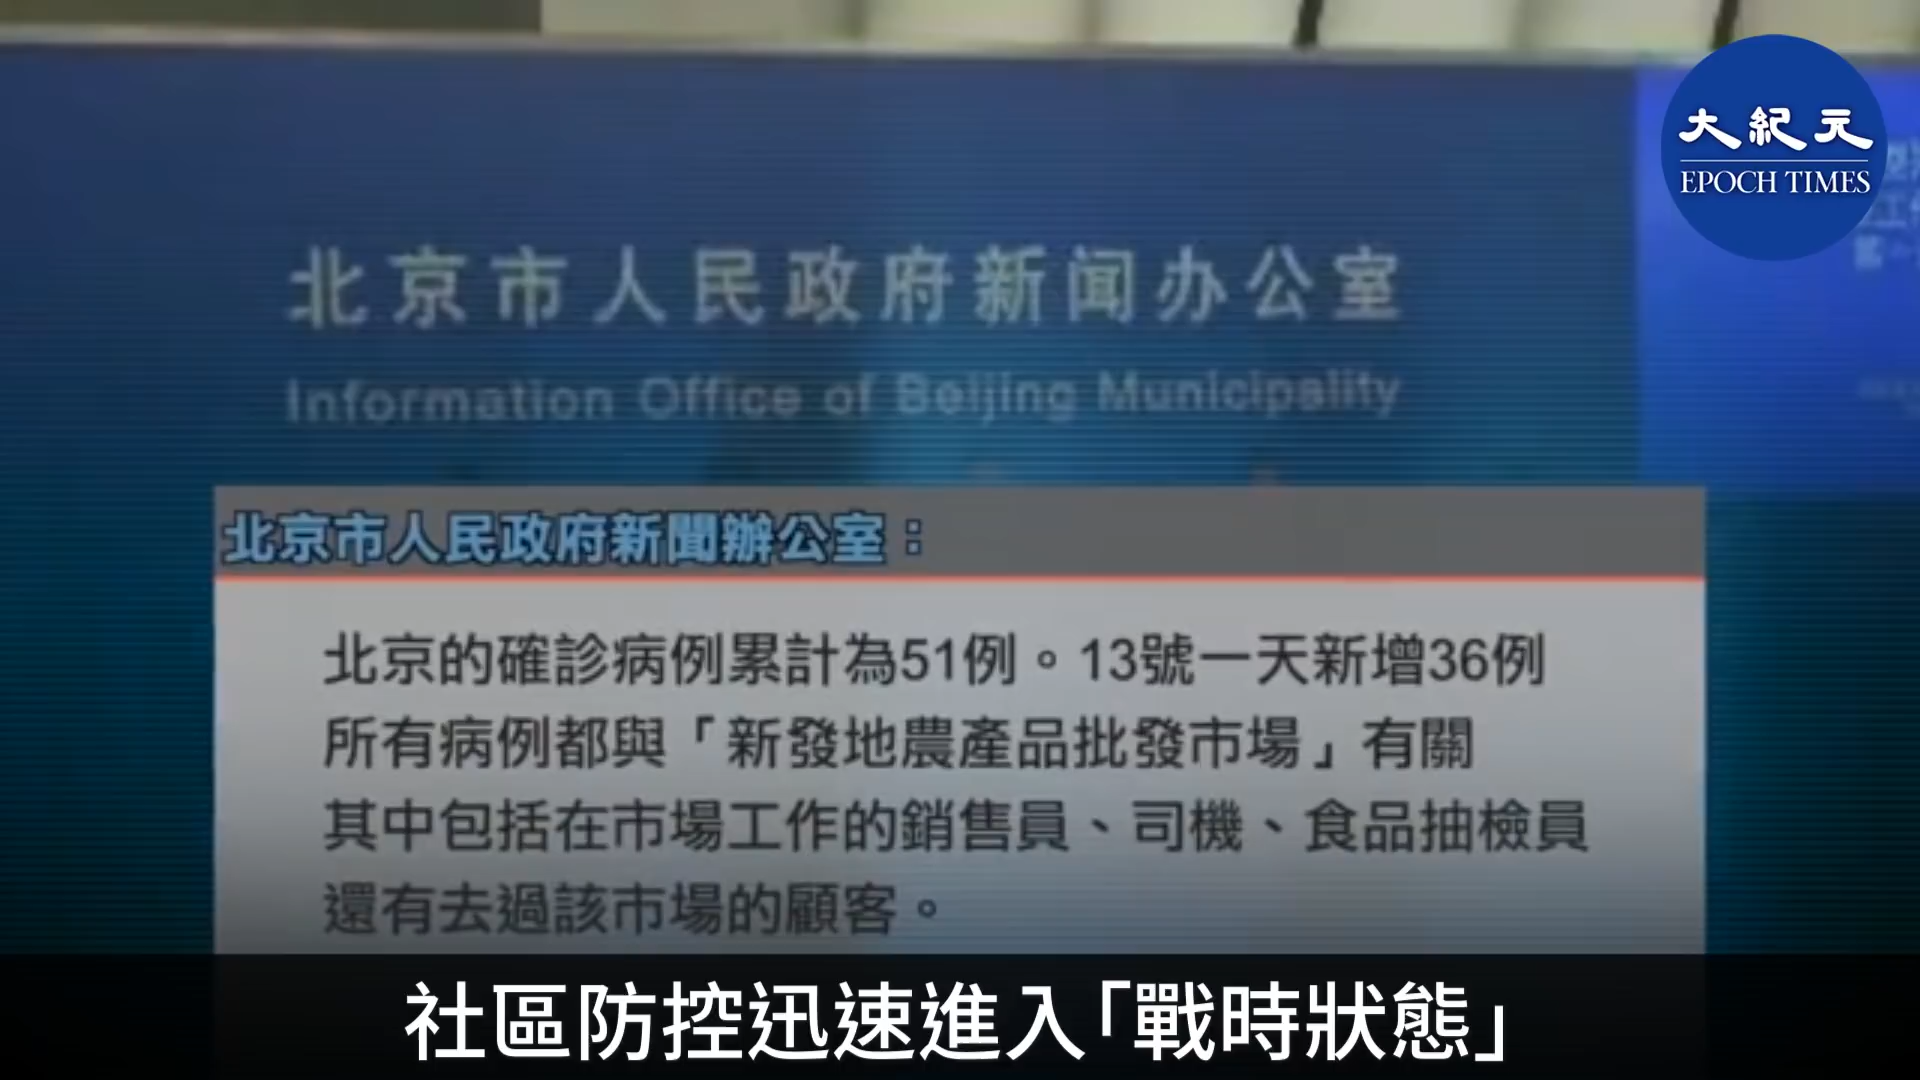 大紀元
EPOCH TIMES
北京市人民政府新闻办公室
Information Office of Beijing Municipality
北京市人民政府新聞辦公室：
北京的確診病例累計為51例。13號一天新增36例
所有病例都與「新發地農產品批發市場」有關
其中包括在市場工作的銷售員、司機、食品抽檢員
還有去過該市場的顧客。
社區防控迅速進入「戰時狀態」